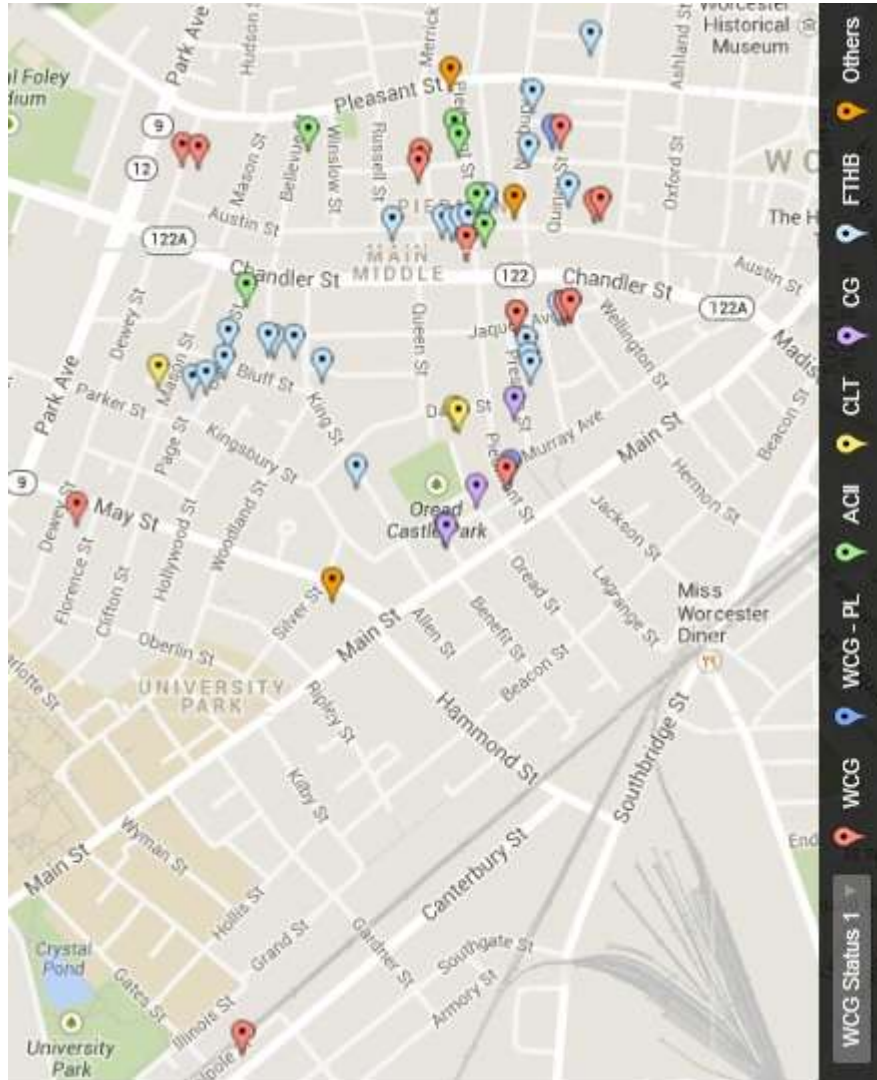 Worcester
Historical
Museum
Park Ave
Hudson
Merrick
Ashland St
Foley
Pleasant St
9
12
Mason St
Bellevue
Winslow St
Russell St
Oxford St
Austin St
The H
122A
MAIN
MIDDLE
Chandler St
122
Chandler St
Austin St
122A
Dewey St
Queen St
Wellington St
Madis
Mason St
Bluff St
Park Ave
Parker St
Page St
King St
Kingsbury St
Murray Ave
Main St
Beacon St
9
May St
Oread
Castle Park
Hermon St
Dewey St
Hollywood St
Woodland St
Jackson St
Florence St
Clifton St
Silver St
Oread St
Lagrange St
Miss
Worcester
Diner
Main St
Allen St
Benefit St
Oberlin St
Beacon St
UNIVERSITY
PARK
Ripley St
Hammond St
Southbridge St
Kilby St
Wyman St
Main St
Canterbury St
End
Hollis St
Crystal
Pond
Grand St
Gardner St
Southgate St
Gates St
Armory St
Illinois St
University
Park
WCG Status 1
WCG
WCG - PL
ACII
CLT
CG
FTHB
Others